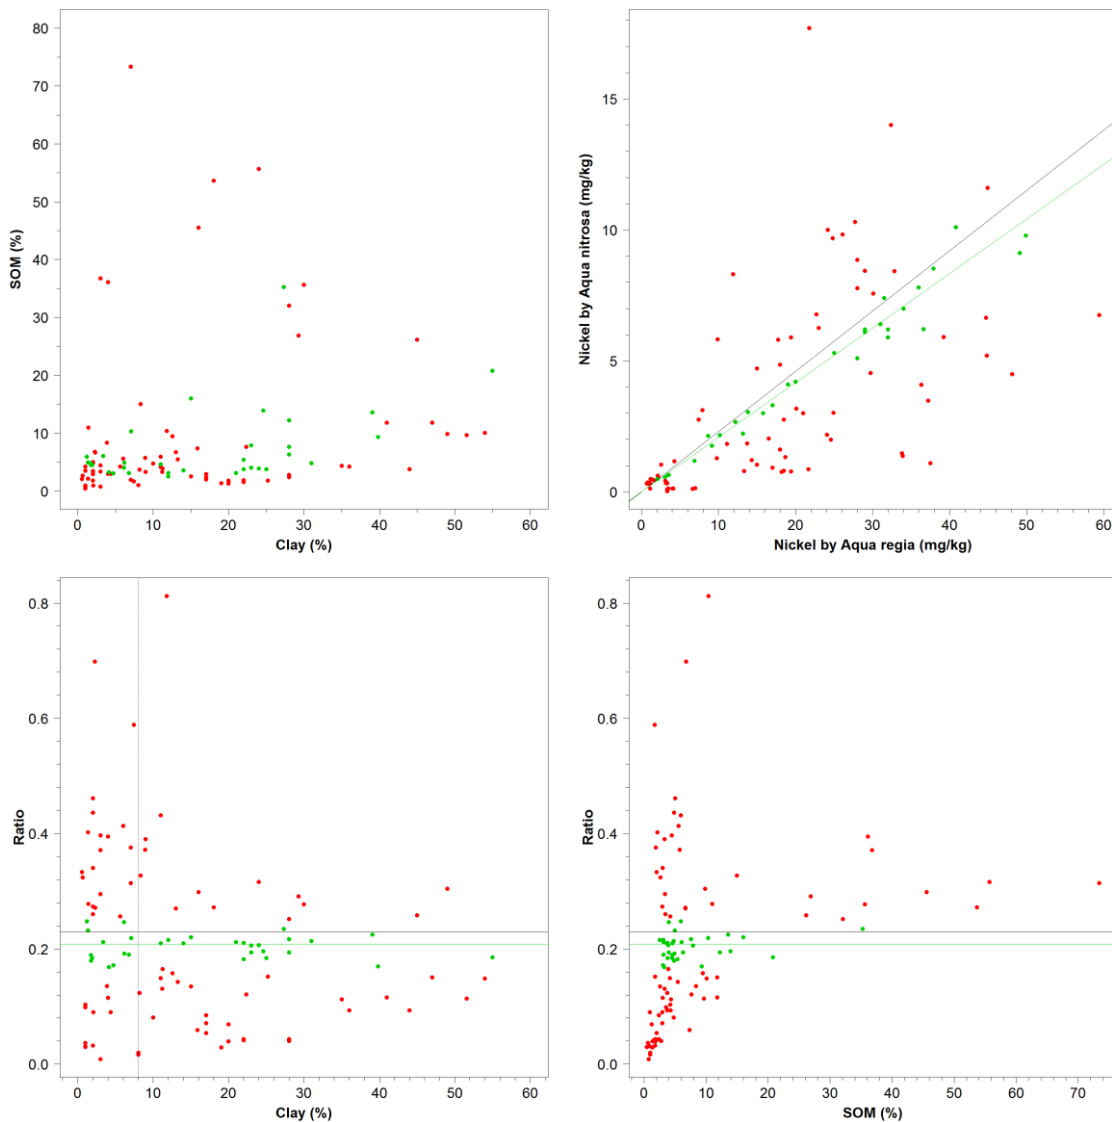 80
70
60
50
40
30
20
10
0
SOM (%)
0 10 20 30 40 50 60
Clay (%)
15
10
5
0
Nickel by Aqua nitrosa (mg/kg)
0 10 20 30 40 50 60
Nickel by Aqua regia (mg/kg)
0.8
0.6
0.4
0.2
0.0
Ratio
0 10 20 30 40 50 60
Clay (%)
0.8
0.6
0.4
0.2
0.0
Ratio
0 10 20 30 40 50 60 70
SOM (%)